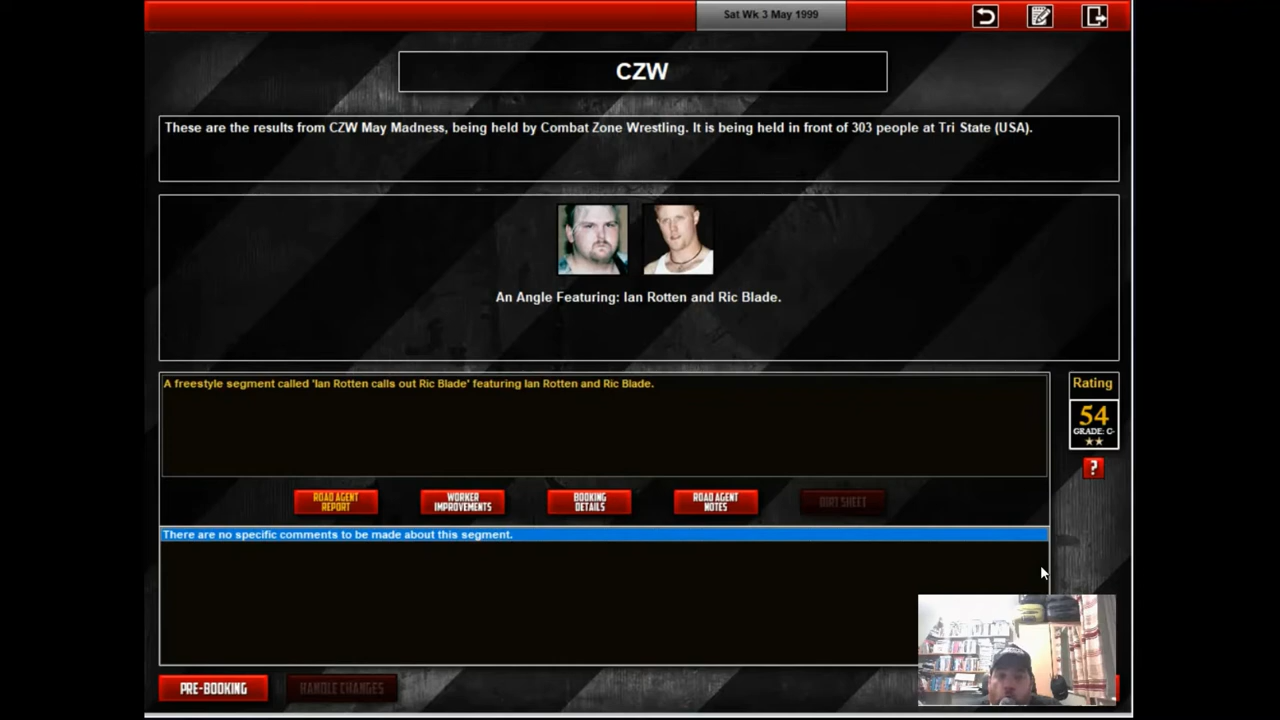 Sat Wk 3 May 1999
CZW
These are the results from CZW May Madness, being held by Combat Zone Wrestling. It is being held in front of 303 people at Tri State (USA).
An Angle Featuring: Ian Rotten and Ric Blade.
A freestyle segment called 'Ian Rotten calls out Ric Blade' featuring Ian Rotten and Ric Blade.
Rating
54
GRADE: C-
?
ROAD AGENT
REPORT
WORKER
IMPROVEMENTS
BOOKING
DETAILS
ROAD AGENT
NOTES
DIRT SHEET
There are no specific comments to be made about this segment.
PRE-BOOKING
HANDLE CHANGES